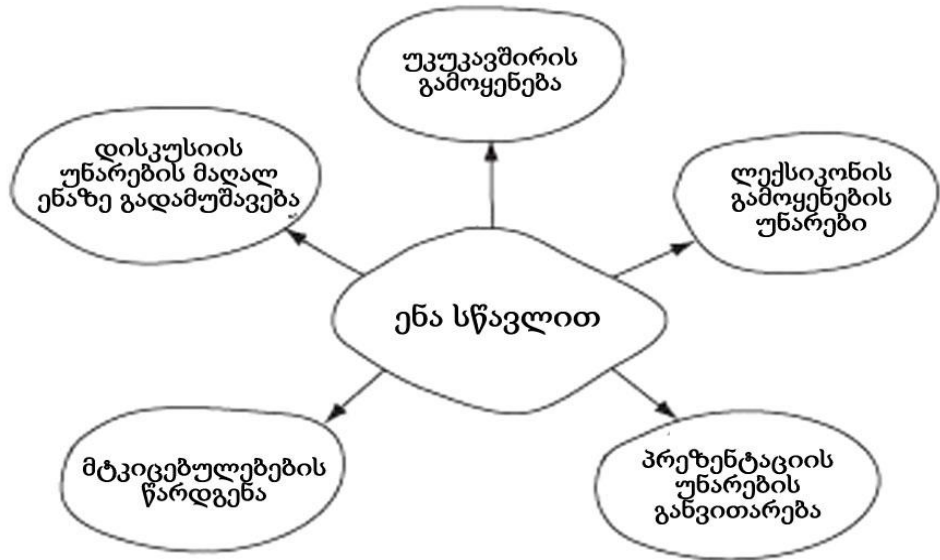 უკუკავშირის
გამოყენება
დისკუსიის
უნარების მაღალ
ენაზე გადამუშავება
ლექსიკონის
გამოყენების
უნარები
ენა სწავლით
მტკიცებულებების
წარდგენა
პრეზენტაციის
უნარების
განვითარება